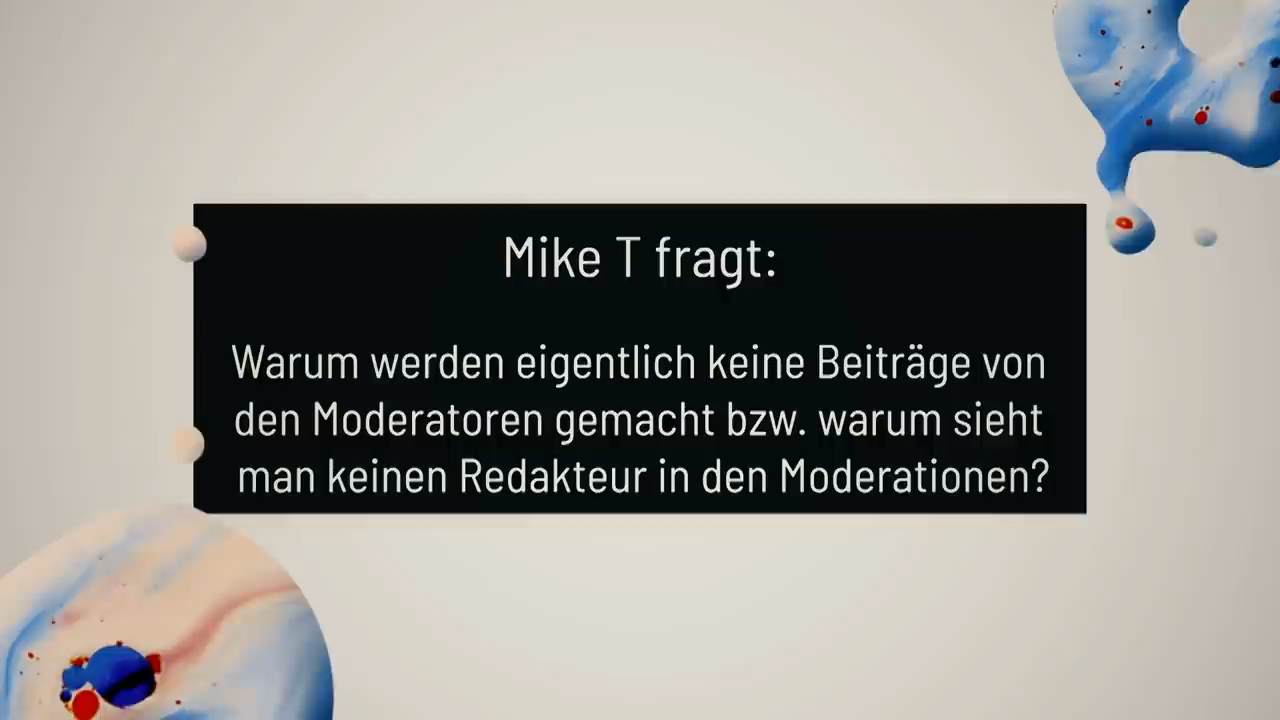 Mike T fragt:
Warum werden eigentlich keine Beiträge von
den Moderatoren gemacht bzw. warum sieht
man keinen Redakteur in den Moderationen?